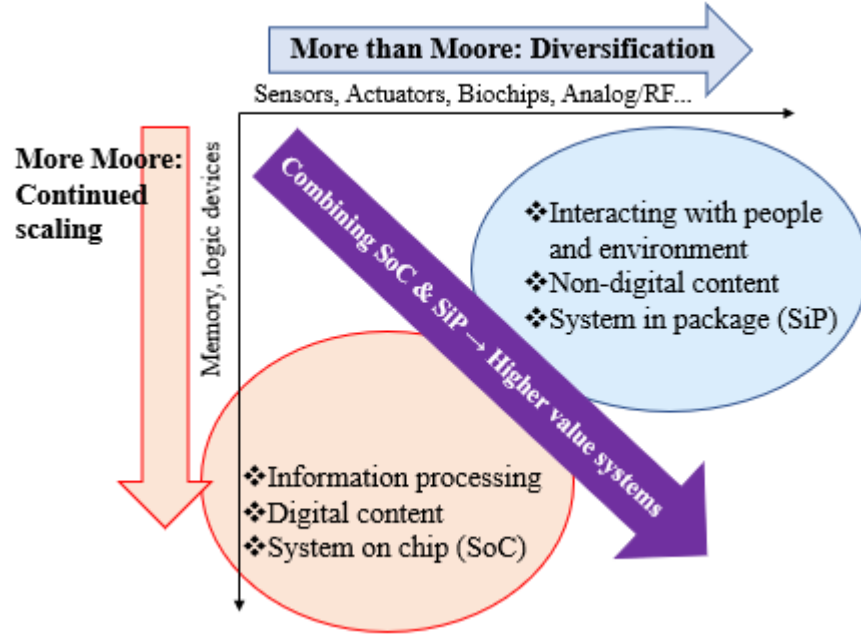 More than Moore: Diversification
Sensors, Actuators, Biochips, Analog/RF...
More Moore:
Continued
scaling
Memory, logic devices
Combining SoC & SiP → Higher value systems
❖Interacting with people
and environment
❖Non-digital content
❖System in package (SiP)
❖Information processing
❖Digital content
❖System on chip (SoC)